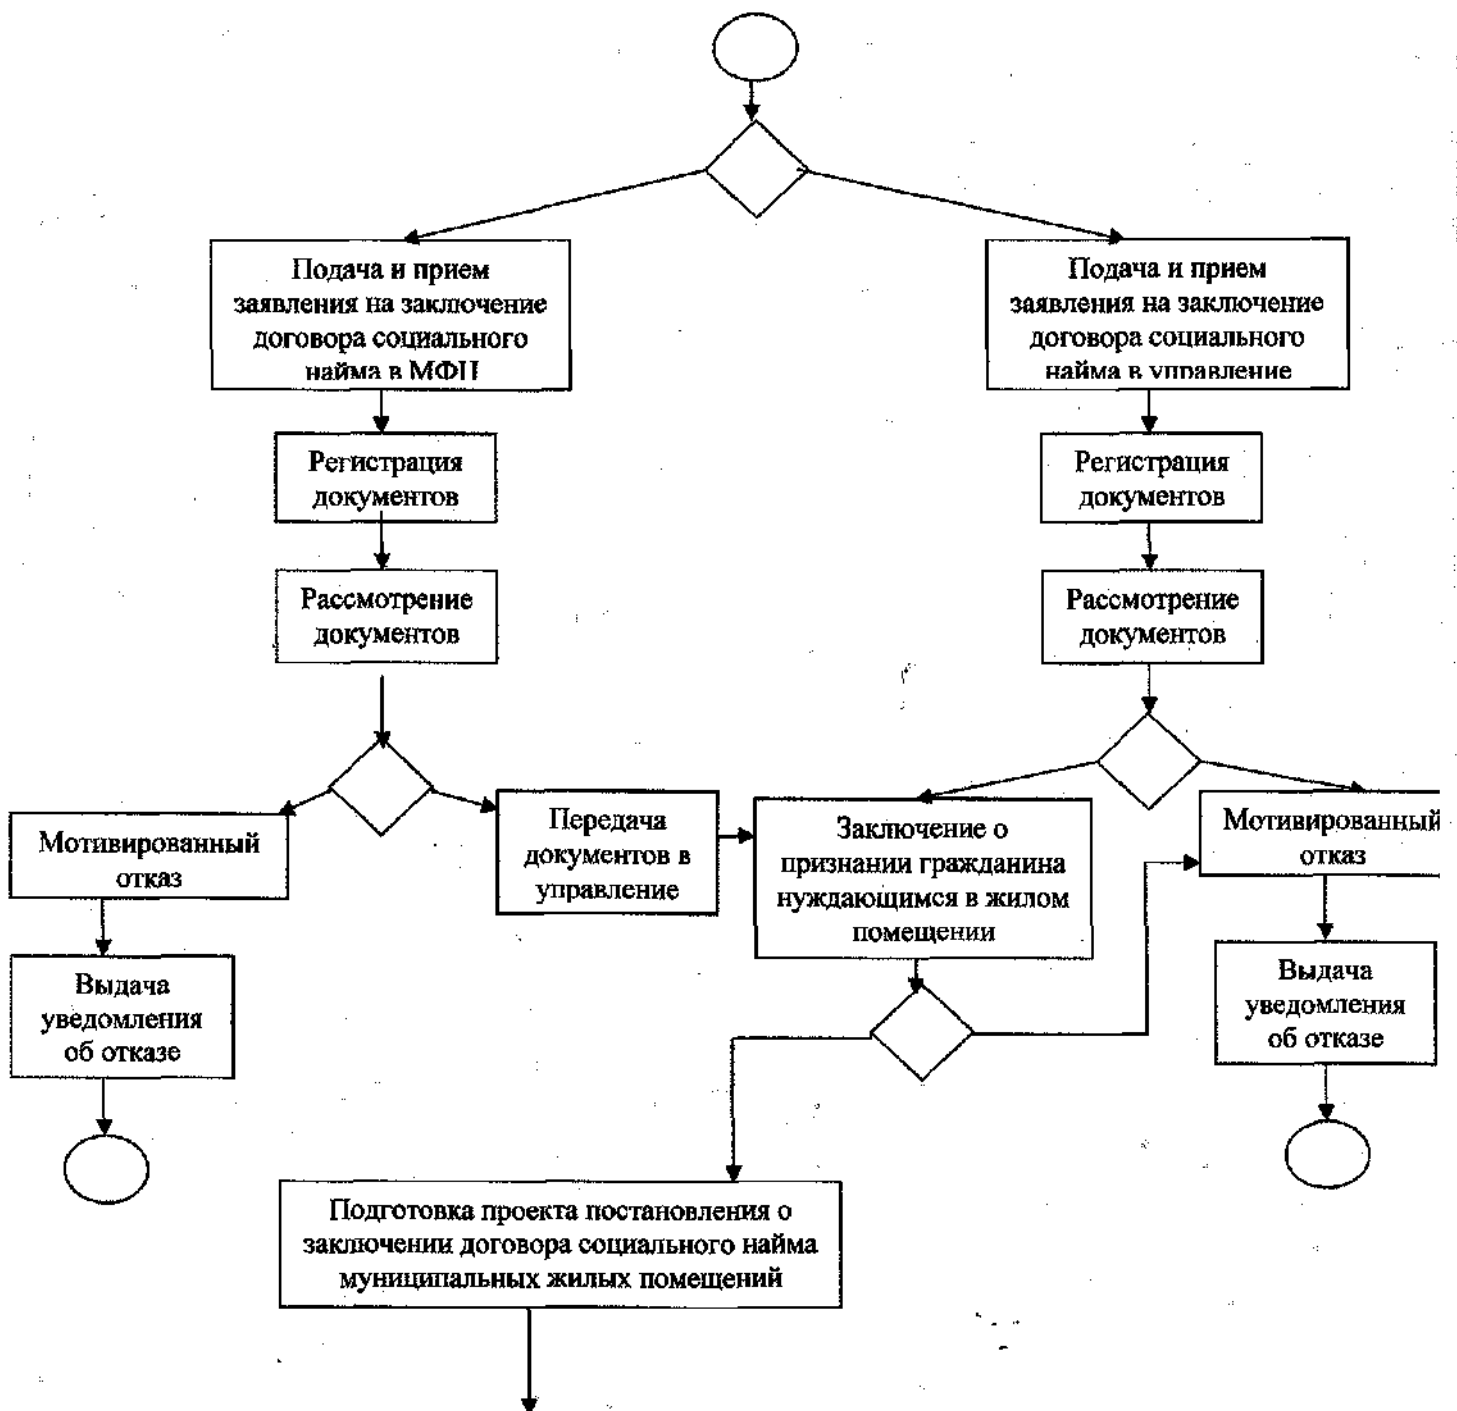 Подача и прием
заявления на заключение
договора социального
найма в МФЦ
Подача и прием
заявления на заключение
договора социального
найма в управление
Регистрация
документов
Регистрация
документов
Рассмотрение
документов
Рассмотрение
документов
Мотивированный
отказ
Передача
документов в
управление
Заключение о
признании гражданина
нуждающимся в жилом
помещении
Мотивированный
отказ
Выдача
уведомления
об отказе
Выдача
уведомления
об отказе
Подготовка проекта постановления о
заключении договора социального найма
муниципальных жилых помещений